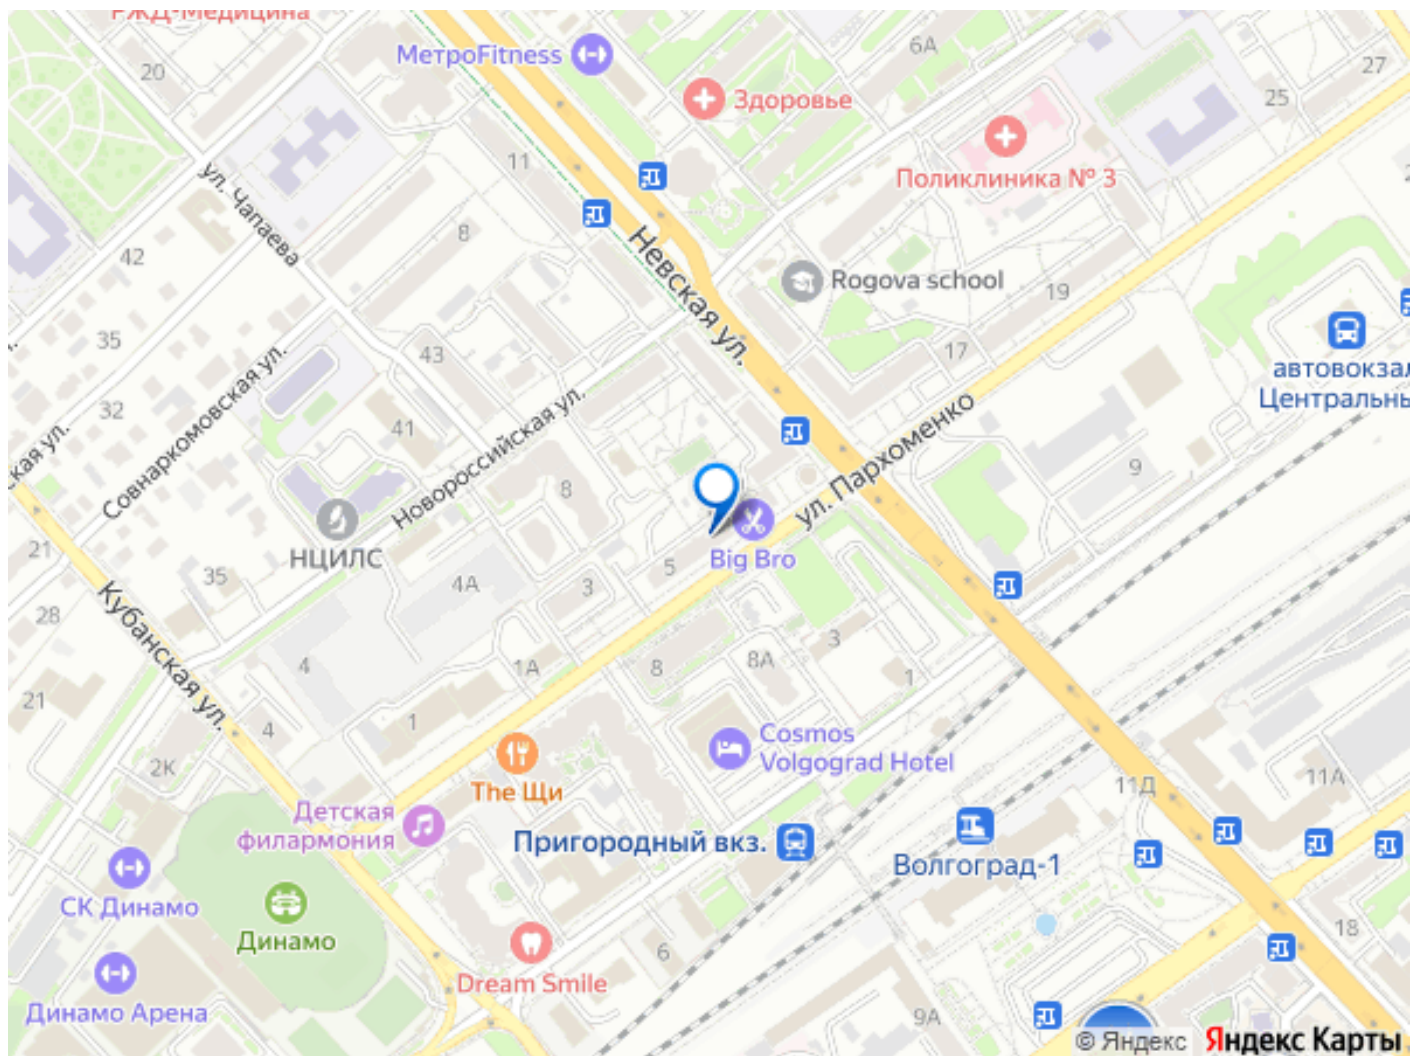 РЖД-Медицина
МетроFitness
6А
27
20
Здоровье
25
11
Поликлиника № 3
ул. Чапаева
8
42
Невская ул.
Rogova school
19
35
43
17
автовокзал
Центральны
32
Совнаркомовская ул.
41
Новороссийская ул.
ул. Пархоменко
ская ул.
9
8
21
НЦИЛС
Big Bro
5
35
4А
3
28
Кубанская ул.
3
4
1А
8
8А
1
21
1
4
Cosmos
Volgograd Hotel
2К
The Щи
11Д
11А
Детская
филармония
Пригородный вкз.
Волгоград-1
СК Динамо
Динамо
18
6
Dream Smile
Динамо Арена
9А
© Яндекс Яндекс Карты